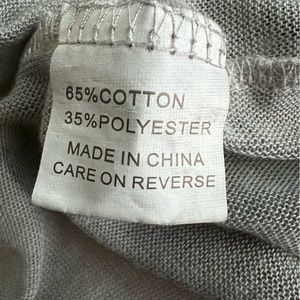 65%COTTON
35%POLYESTER
MADE IN CHINA
CARE ON REVERSE